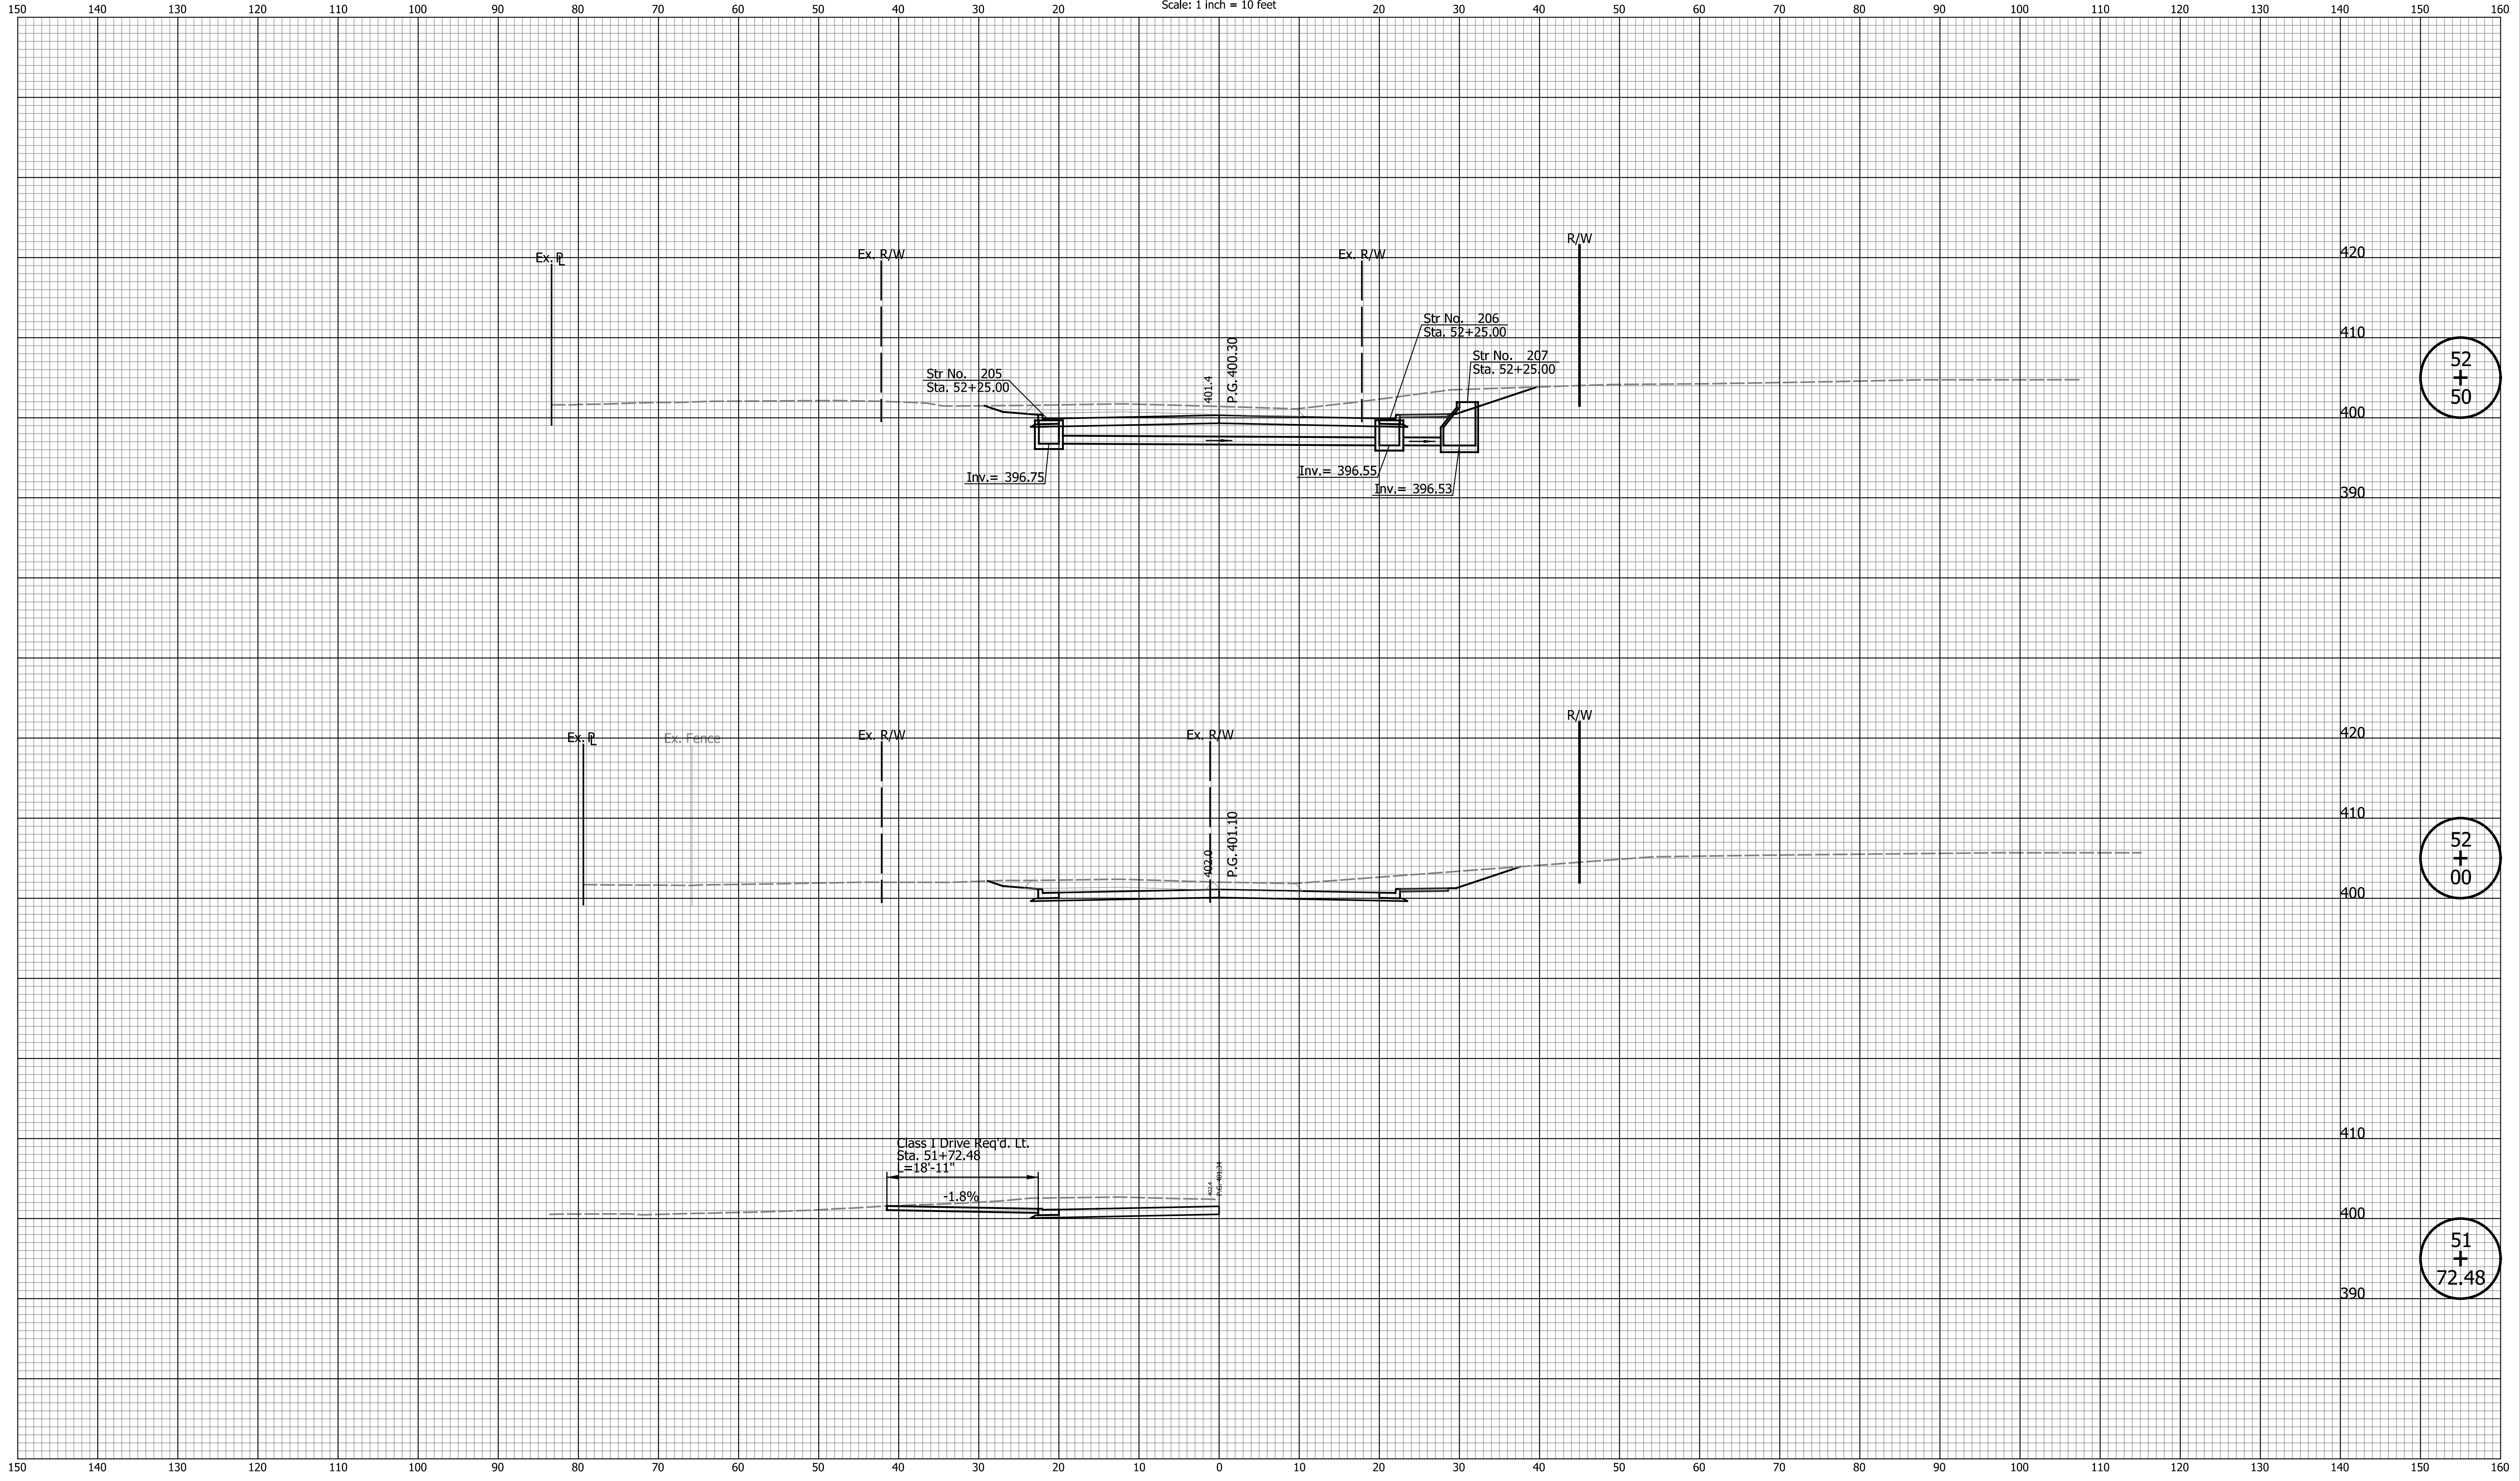 Scale: 1 inch = 10 feet
150 140 130 120 110 100 90 80 70 60 50 40 30 20 10 20 30 40 50 60 70 80 90 100 110 120 130 140 150 160
R/W
Ex. PL
Ex. R/W
Ex. R/W
420
Str No. 206
Sta. 52+25.00
410
Str No. 207
Sta. 52+25.00
Str No. 205
Sta. 52+25.00
401.4
P.G. 400.30
52
+
50
400
Inv.= 396.75
Inv.= 396.55
Inv.= 396.53
390
R/W
Ex. PL
Ex. Fence
Ex. R/W
Ex. R/W
420
410
402.0
P.G. 401.10
52
+
00
400
410
Class I Drive Req'd. Lt.
Sta. 51+72.48
L=18'-11"
402.4
P.G. 401.54
-1.8%
400
51
+
72.48
390
150 140 130 120 110 100 90 80 70 60 50 40 30 20 10 0 10 20 30 40 50 60 70 80 90 100 110 120 130 140 150 160